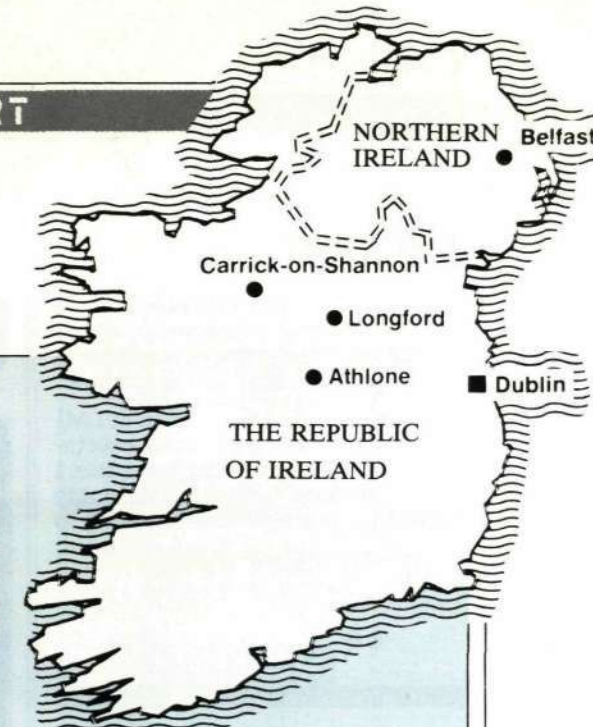 NORTHERN
IRELAND
Belfast
Carrick-on-Shannon
Longford
Athlone
Dublin
THE REPUBLIC
OF IRELAND